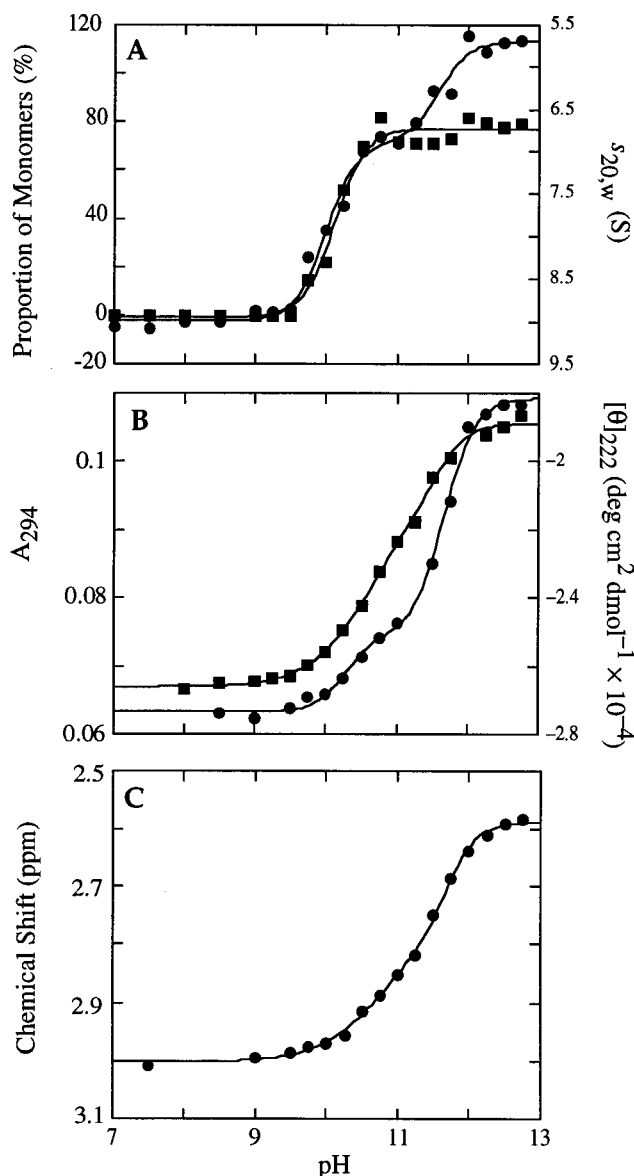 A
Proportion of Monomers (%)
120
80
40
0
-20
5.5
6.5
7.5
8.5
9.5
s20,w (S)
B
A294
0.1
0.08
0.06
-2
-2.4
-2.8
[θ]222 (deg cm2 dmol-1 × 10-4)
C
Chemical Shift (ppm)
2.5
2.7
2.9
3.1
7 9 11 13
pH